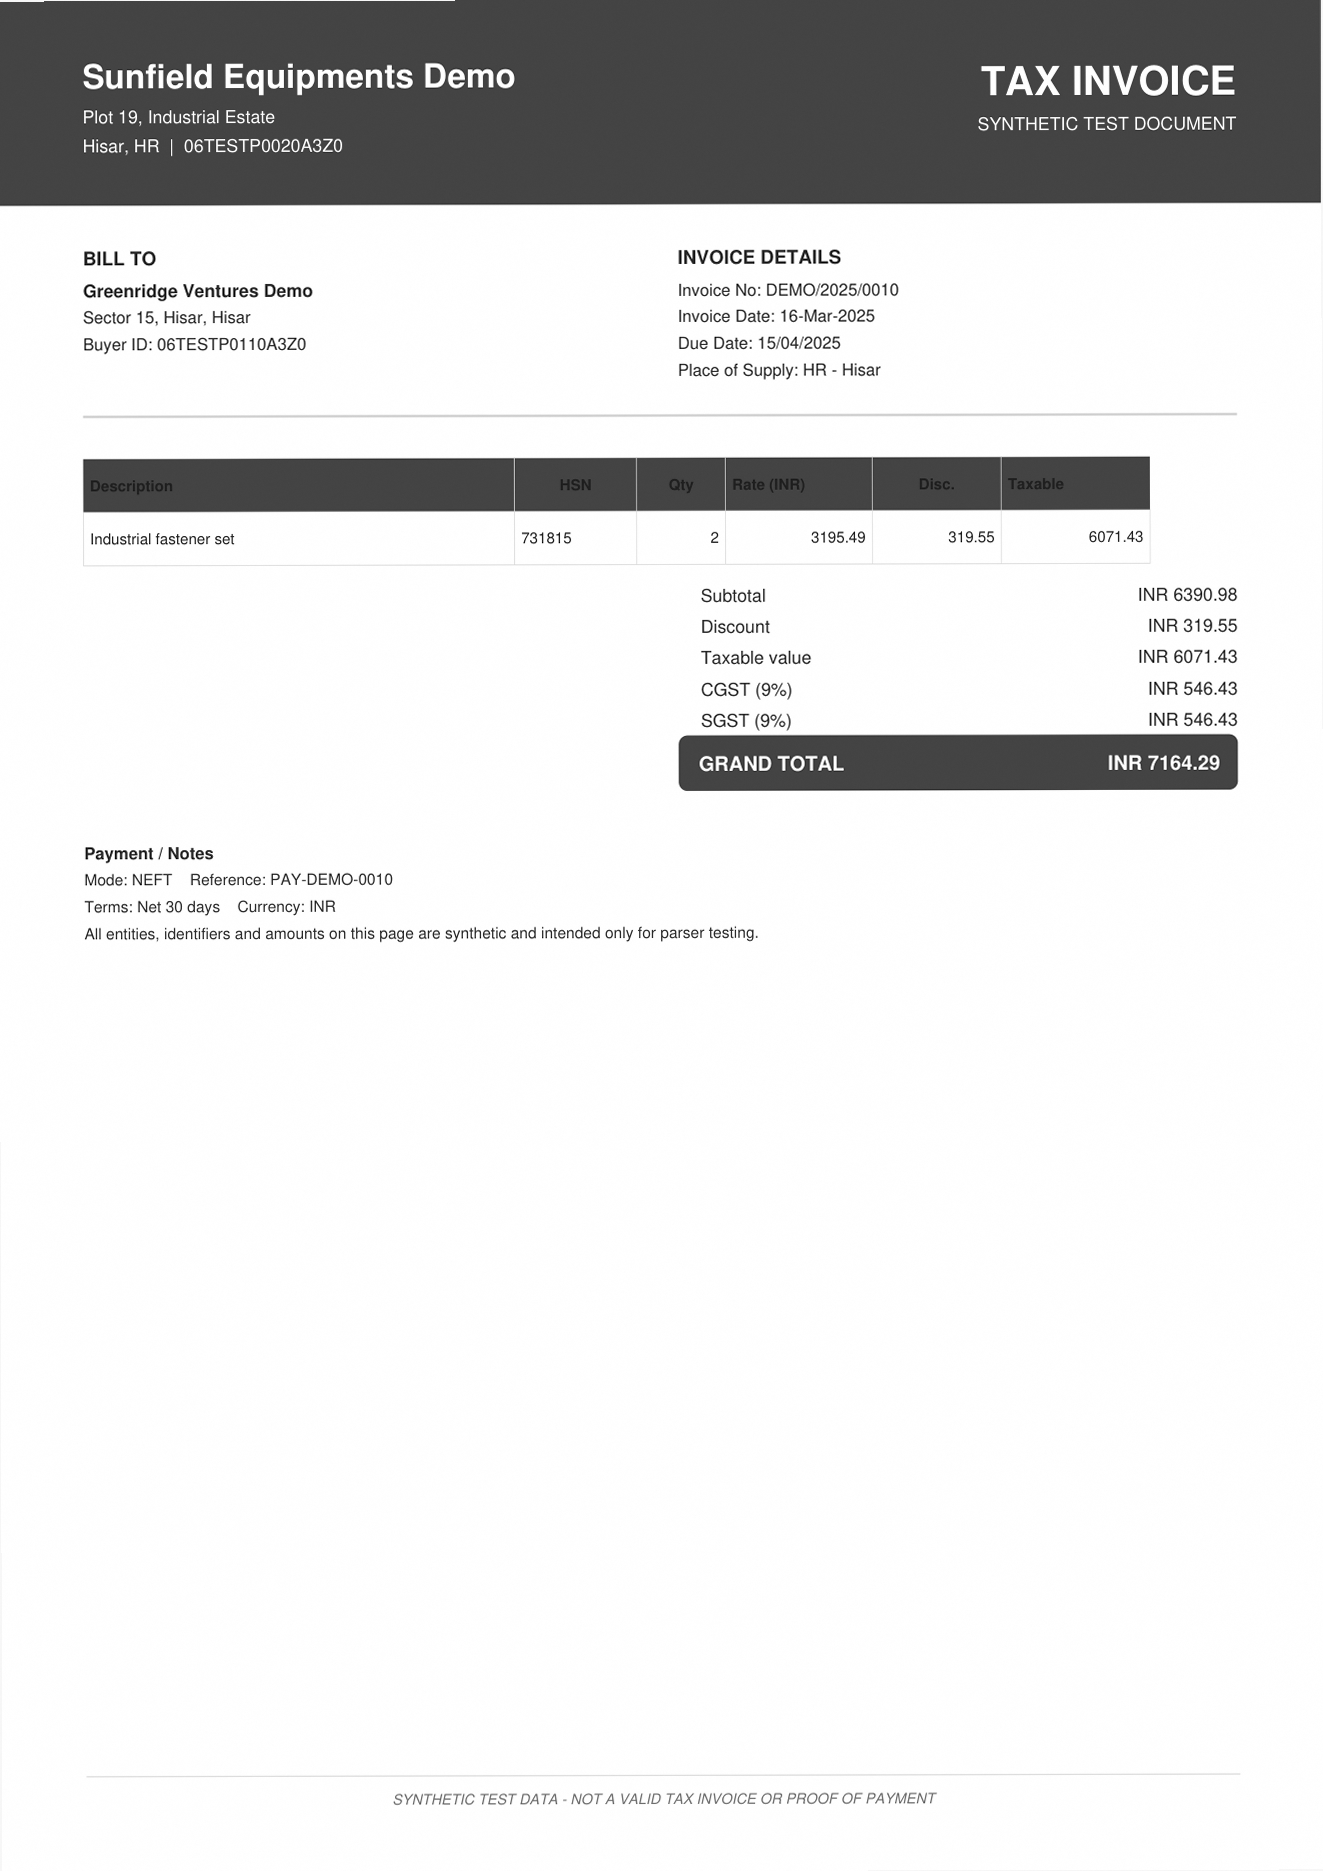 Sunfield Equipments Demo
Plot 19, Industrial Estate
Hisar, HR | 06TESTP0020A3Z0
TAX INVOICE
SYNTHETIC TEST DOCUMENT
BILL TO
Greenridge Ventures Demo
Sector 15, Hisar, Hisar
Buyer ID: 06TESTP0110A3Z0
INVOICE DETAILS
Invoice No: DEMO/2025/0010
Invoice Date: 16-Mar-2025
Due Date: 15/04/2025
Place of Supply: HR - Hisar
Description HSN Qty Rate (INR) Disc. Taxable
Industrial fastener set 731815 2 3195.49 319.55 6071.43
Subtotal INR 6390.98
Discount INR 319.55
Taxable value INR 6071.43
CGST (9%) INR 546.43
SGST (9%) INR 546.43
GRAND TOTAL INR 7164.29
Payment / Notes
Mode: NEFT Reference: PAY-DEMO-0010
Terms: Net 30 days Currency: INR
All entities, identifiers and amounts on this page are synthetic and intended only for parser testing.
SYNTHETIC TEST DATA - NOT A VALID TAX INVOICE OR PROOF OF PAYMENT